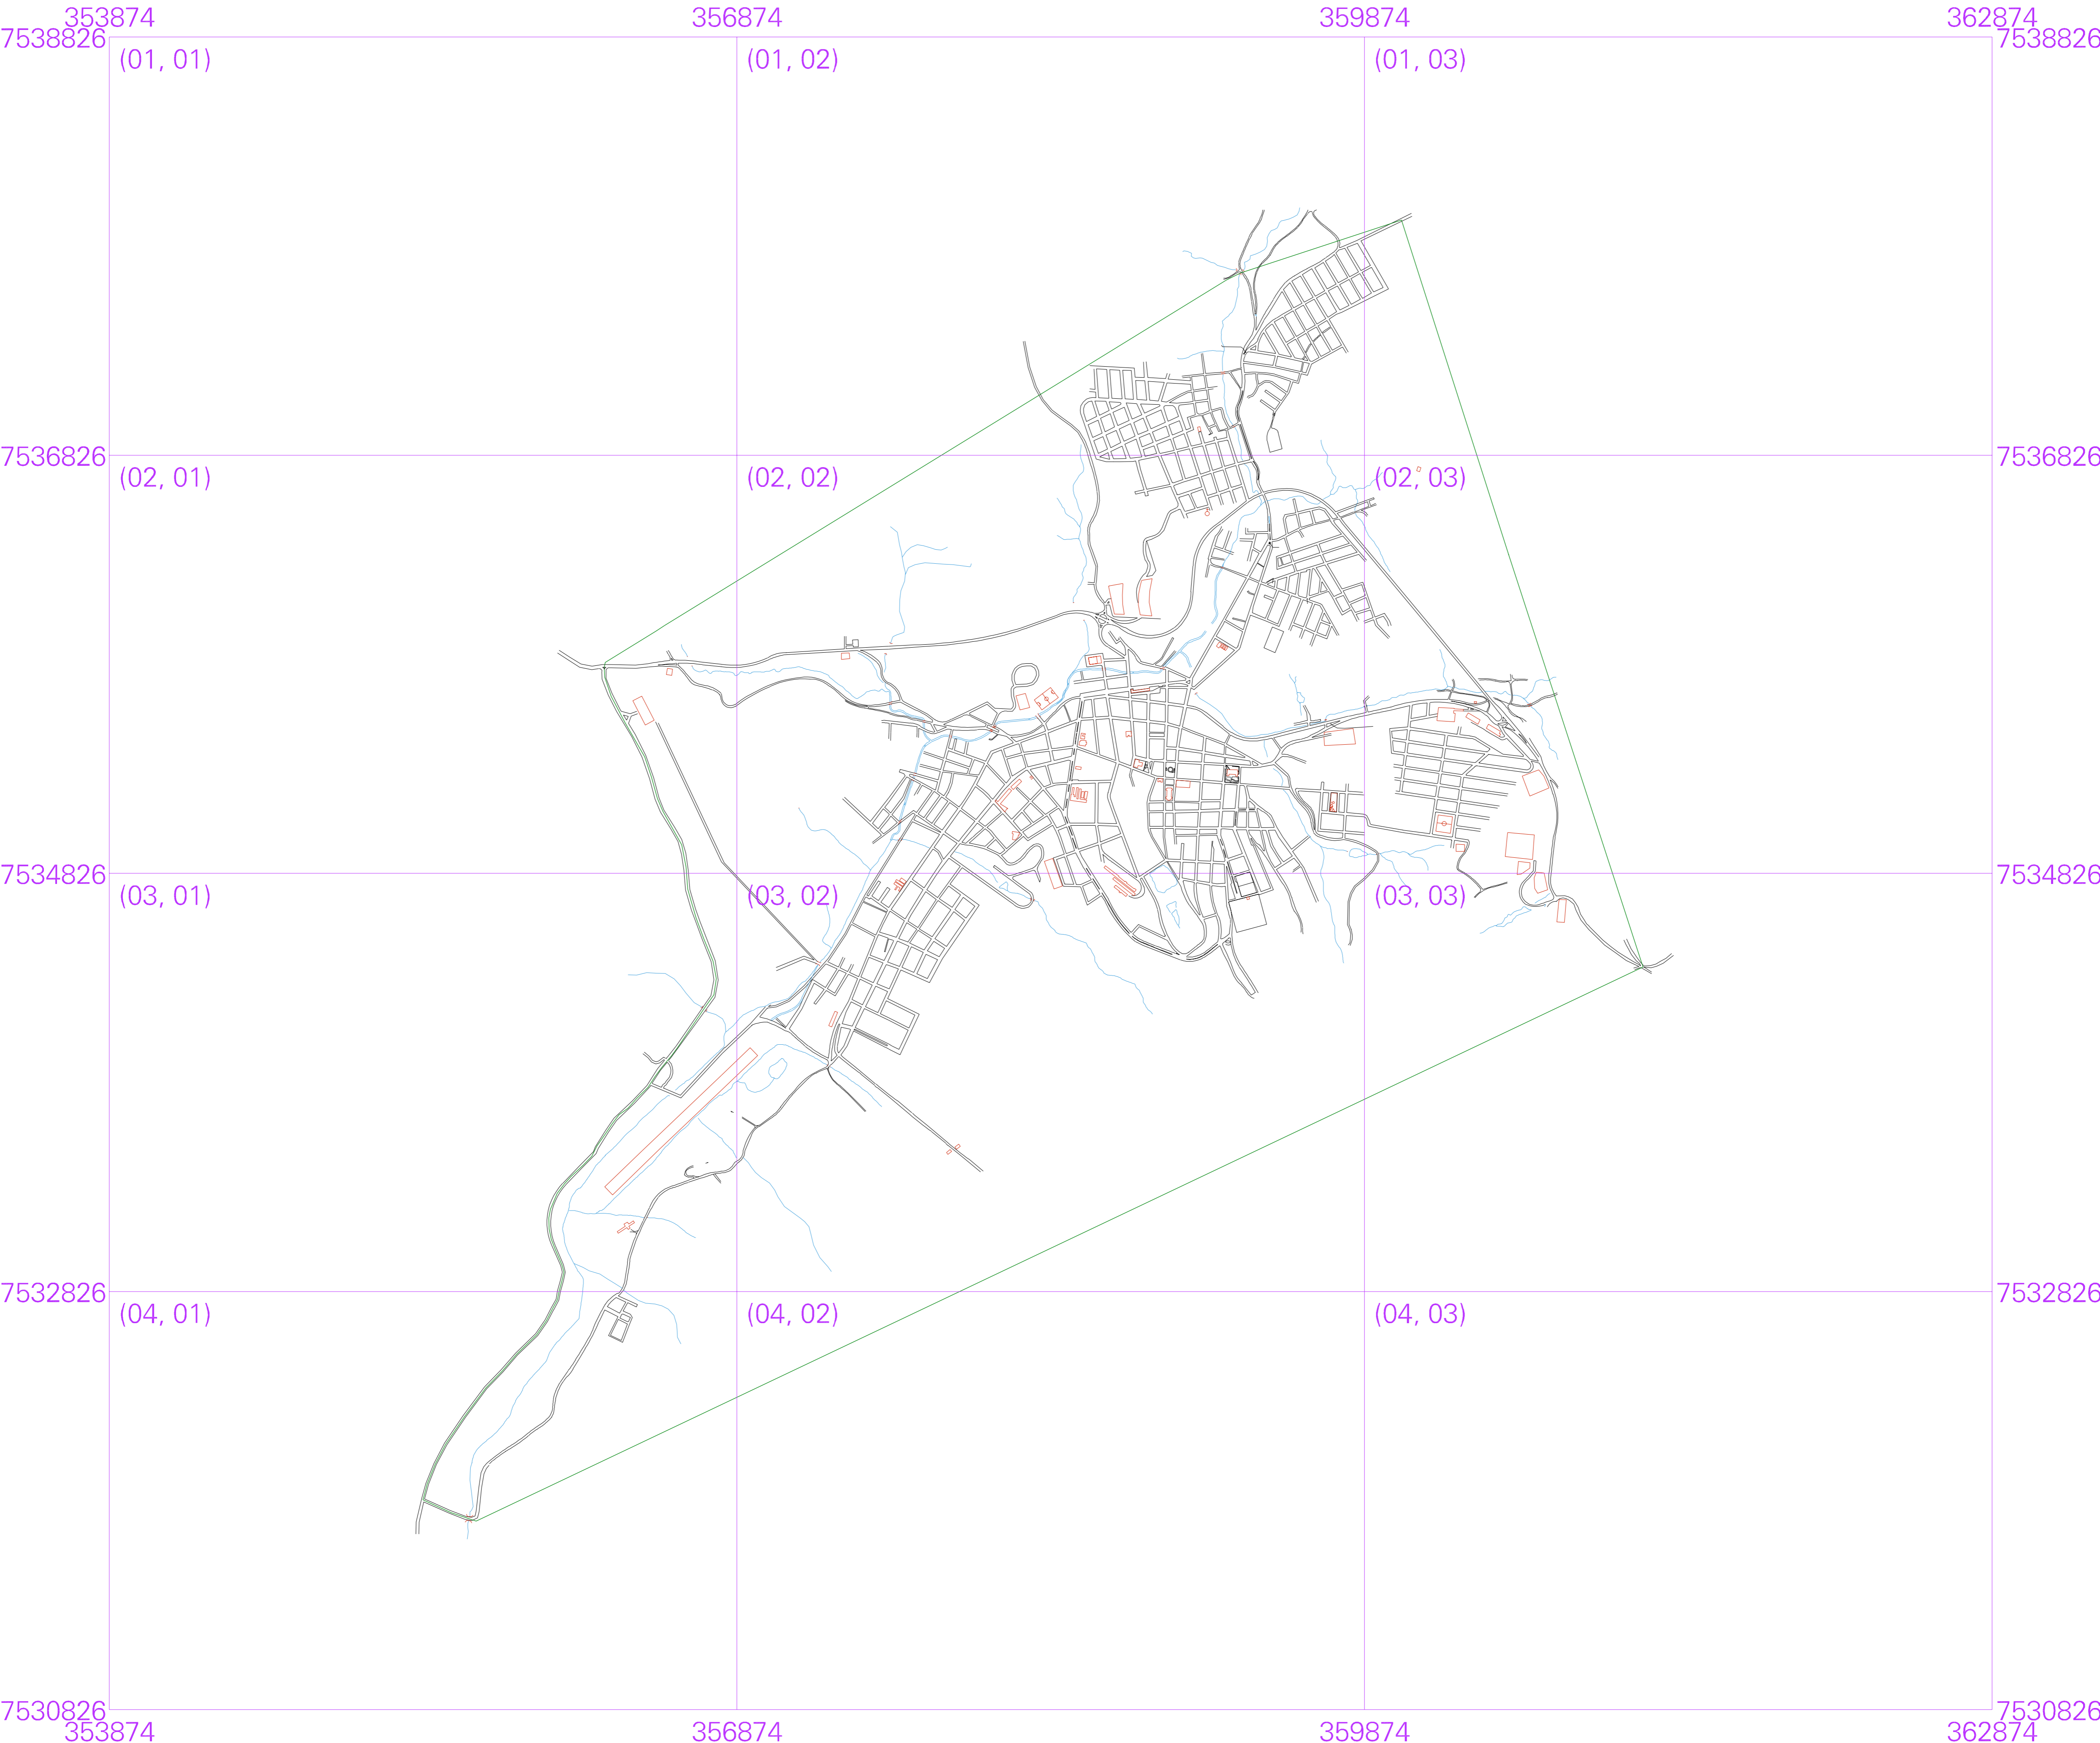 353874 356874 359874 362874
7538826 7538826
(01, 01) (01, 02) (01, 03)
7536826 7536826
(02, 01) (02, 02) (02, 03)
7534826 7534826
(03, 01) (03, 02) (03, 03)
7532826 7532826
(04, 01) (04, 02) (04, 03)
7530826 7530826
353874 356874 359874 362874